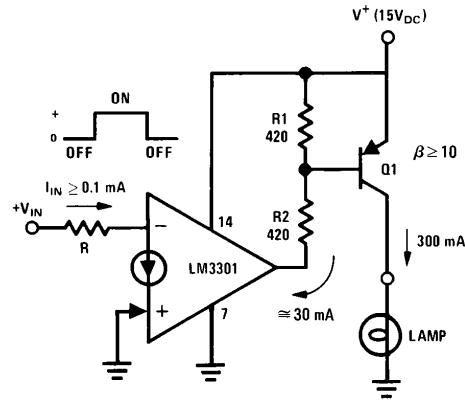 V⁺ (15V_DC)
+
0
ON
OFF
OFF
R1
420
β ≥ 10
Q1
I_IN ≥ 0.1 mA
+V_IN
R
−
14
R2
420
300 mA
LM3301
+
7
≅ 30 mA
LAMP